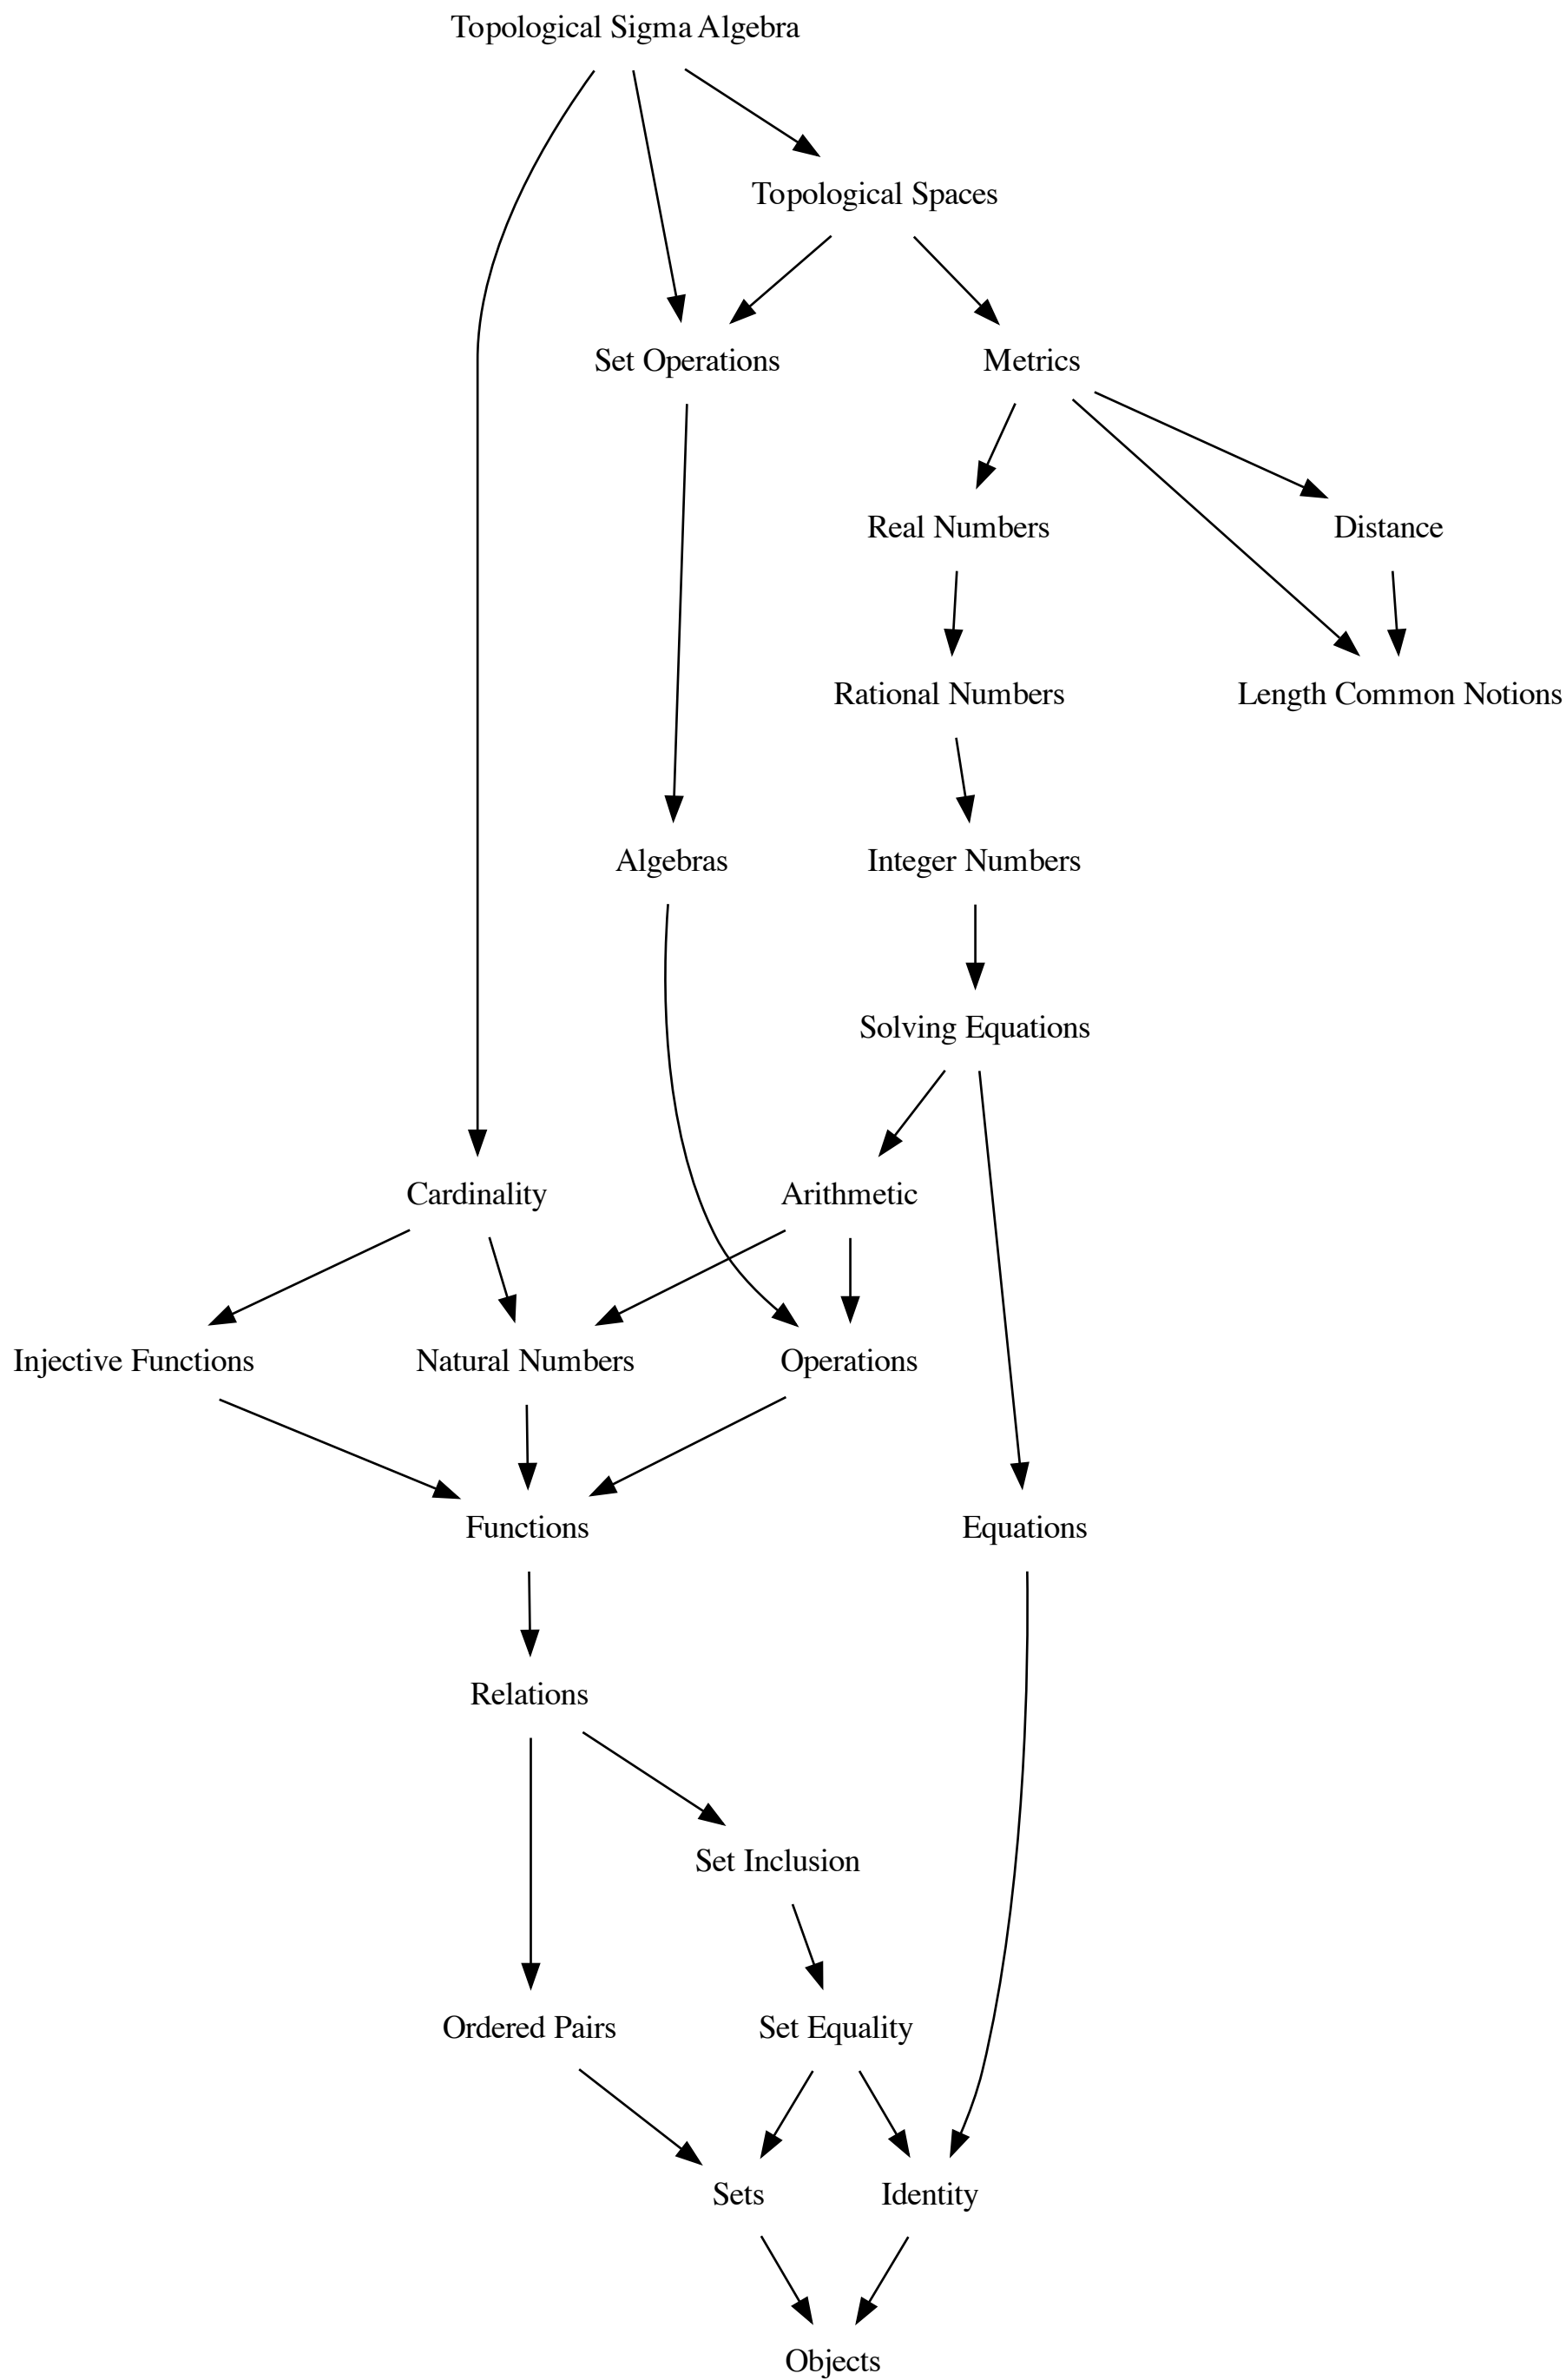 Topological Sigma Algebra
Topological Spaces
Set Operations
Metrics
Real Numbers
Distance
Rational Numbers
Length Common Notions
Algebras
Integer Numbers
Solving Equations
Cardinality
Arithmetic
Injective Functions
Natural Numbers
Operations
Functions
Equations
Relations
Set Inclusion
Ordered Pairs
Set Equality
Sets
Identity
Objects